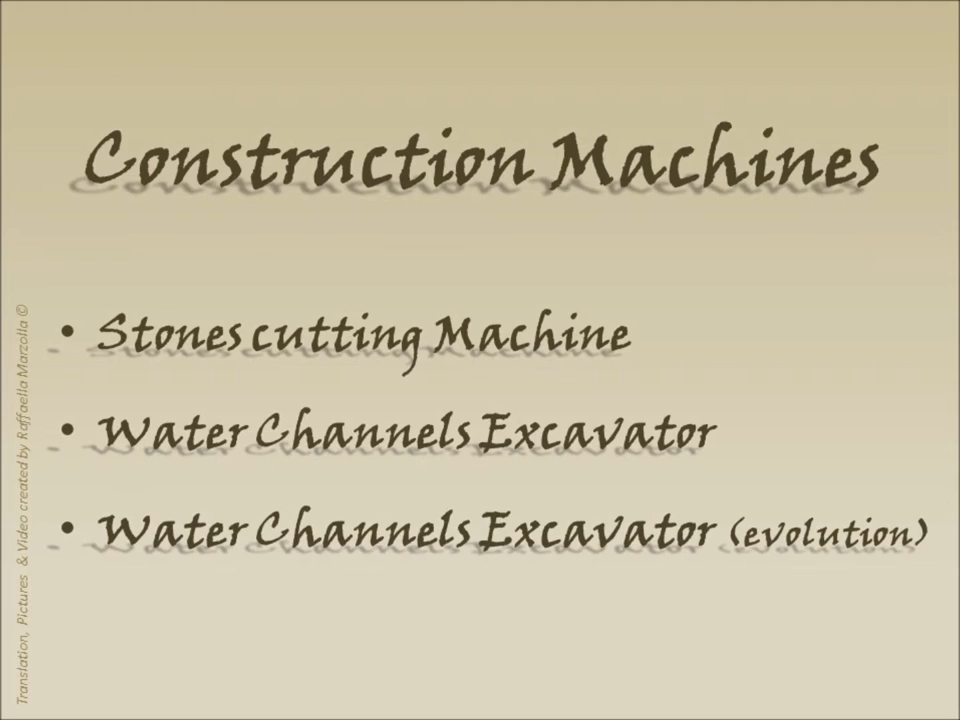 Construction Machines
• Stones cutting Machine
• Water Channels Excavator
• Water Channels Excavator (evolution)
Translation, Pictures & Video created by Raffaella Marzolla ©